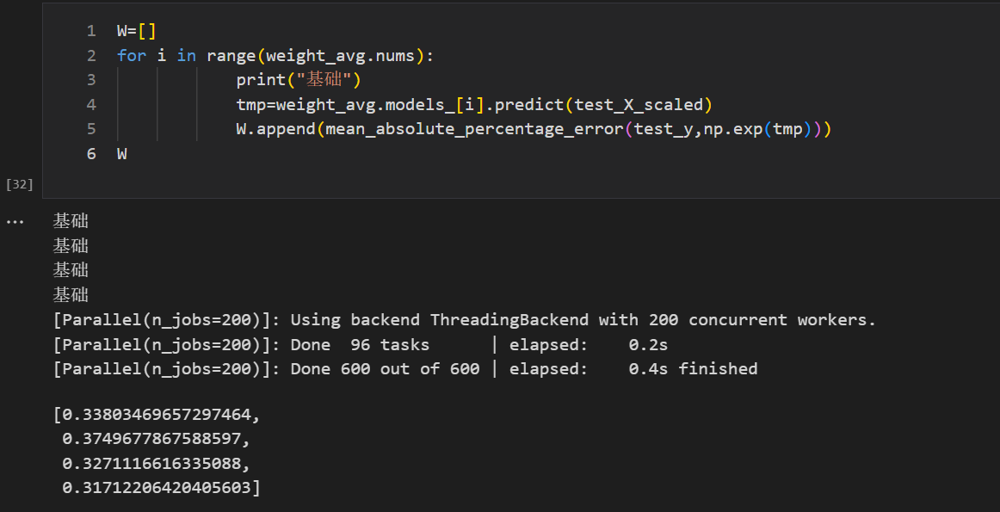 1 W=[]
2 for i in range(weight_avg.nums):
3 print("基础")
4 tmp=weight_avg.models_[i].predict(test_X_scaled)
5 W.append(mean_absolute_percentage_error(test_y,np.exp(tmp)))
6 W
[32]
... 基础
基础
基础
基础
[Parallel(n_jobs=200)]: Using backend ThreadingBackend with 200 concurrent workers.
[Parallel(n_jobs=200)]: Done  96 tasks      | elapsed:    0.2s
[Parallel(n_jobs=200)]: Done 600 out of 600 | elapsed:    0.4s finished
[0.33803469657297464,
0.3749677867588597,
0.3271116616335088,
0.31712206420405603]